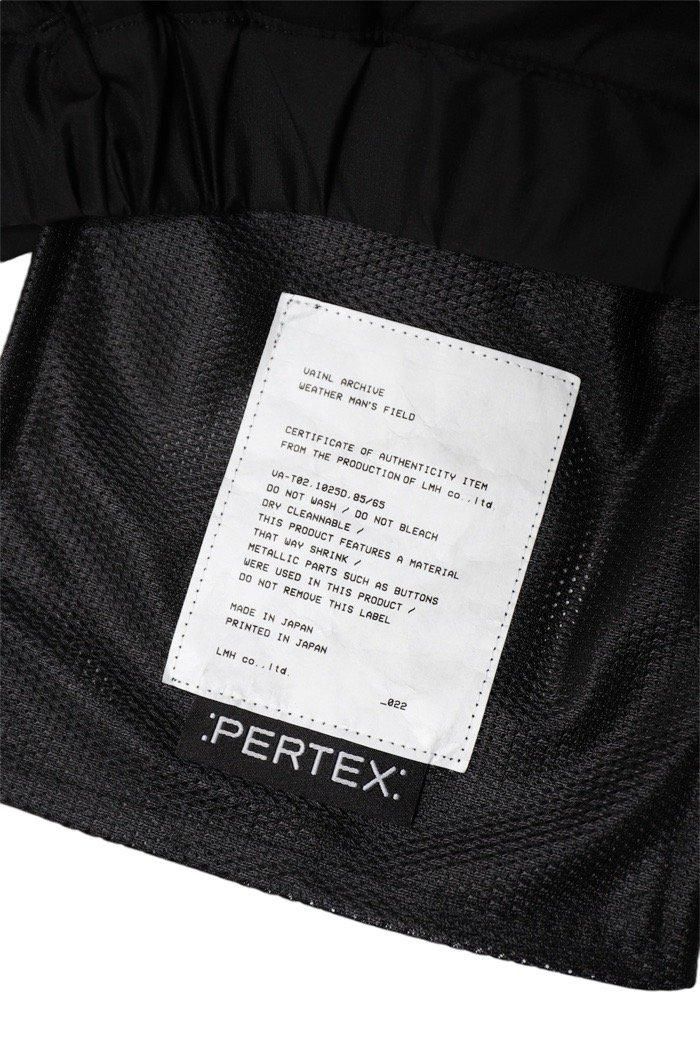 VAINL ARCHIVE
WEATHER MAN'S FIELD
CERTIFICATE OF AUTHENTICITY ITEM
FROM THE PRODUCTION OF LMH co.,ltd
VA-T02.1025D.85/65
DO NOT WASH / DO NOT BLEACH
DRY CLEANNABLE /
THIS PRODUCT FEATURES A MATERIAL
THAT WAY SHRINK /
METALLIC PARTS SUCH AS BUTTONS
WERE USED IN THIS PRODUCT /
DO NOT REMOVE THIS LABEL
MADE IN JAPAN
PRINTED IN JAPAN
LMH co.,ltd.
_022
:PERTEX: